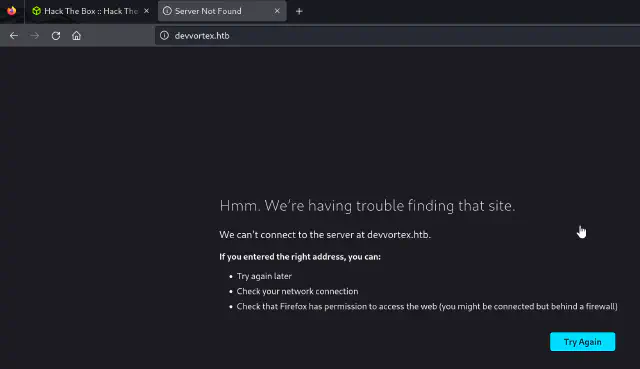 Hack The Box :: Hack The
Server Not Found
devvortex.htb
Hmm. We're having trouble finding that site.
We can't connect to the server at devvortex.htb.
If you entered the right address, you can:
Try again later
Check your network connection
Check that Firefox has permission to access the web (you might be connected but behind a firewall)
Try Again